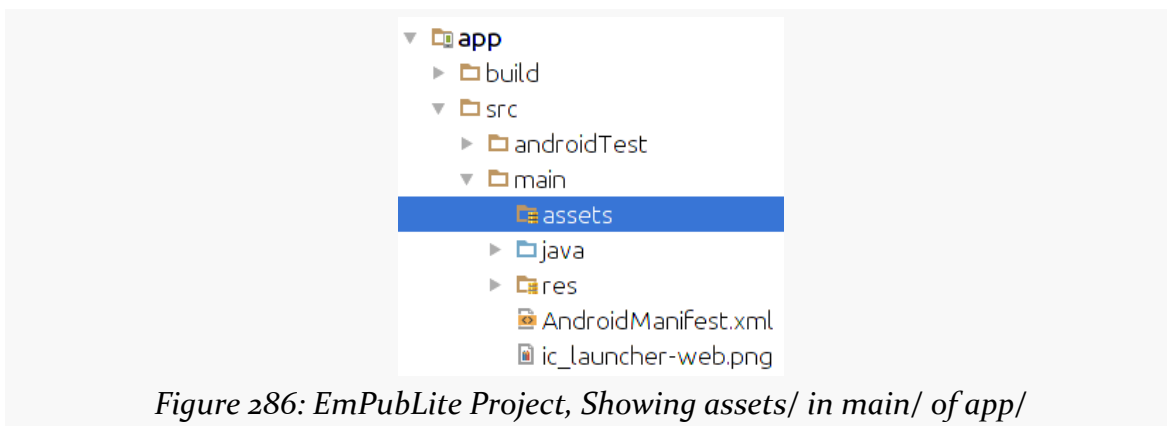 app
build
src
androidTest
main
assets
java
res
AndroidManifest.xml
ic_launcher-web.png
Figure 286: EmPubLite Project, Showing assets/ in main/ of app/